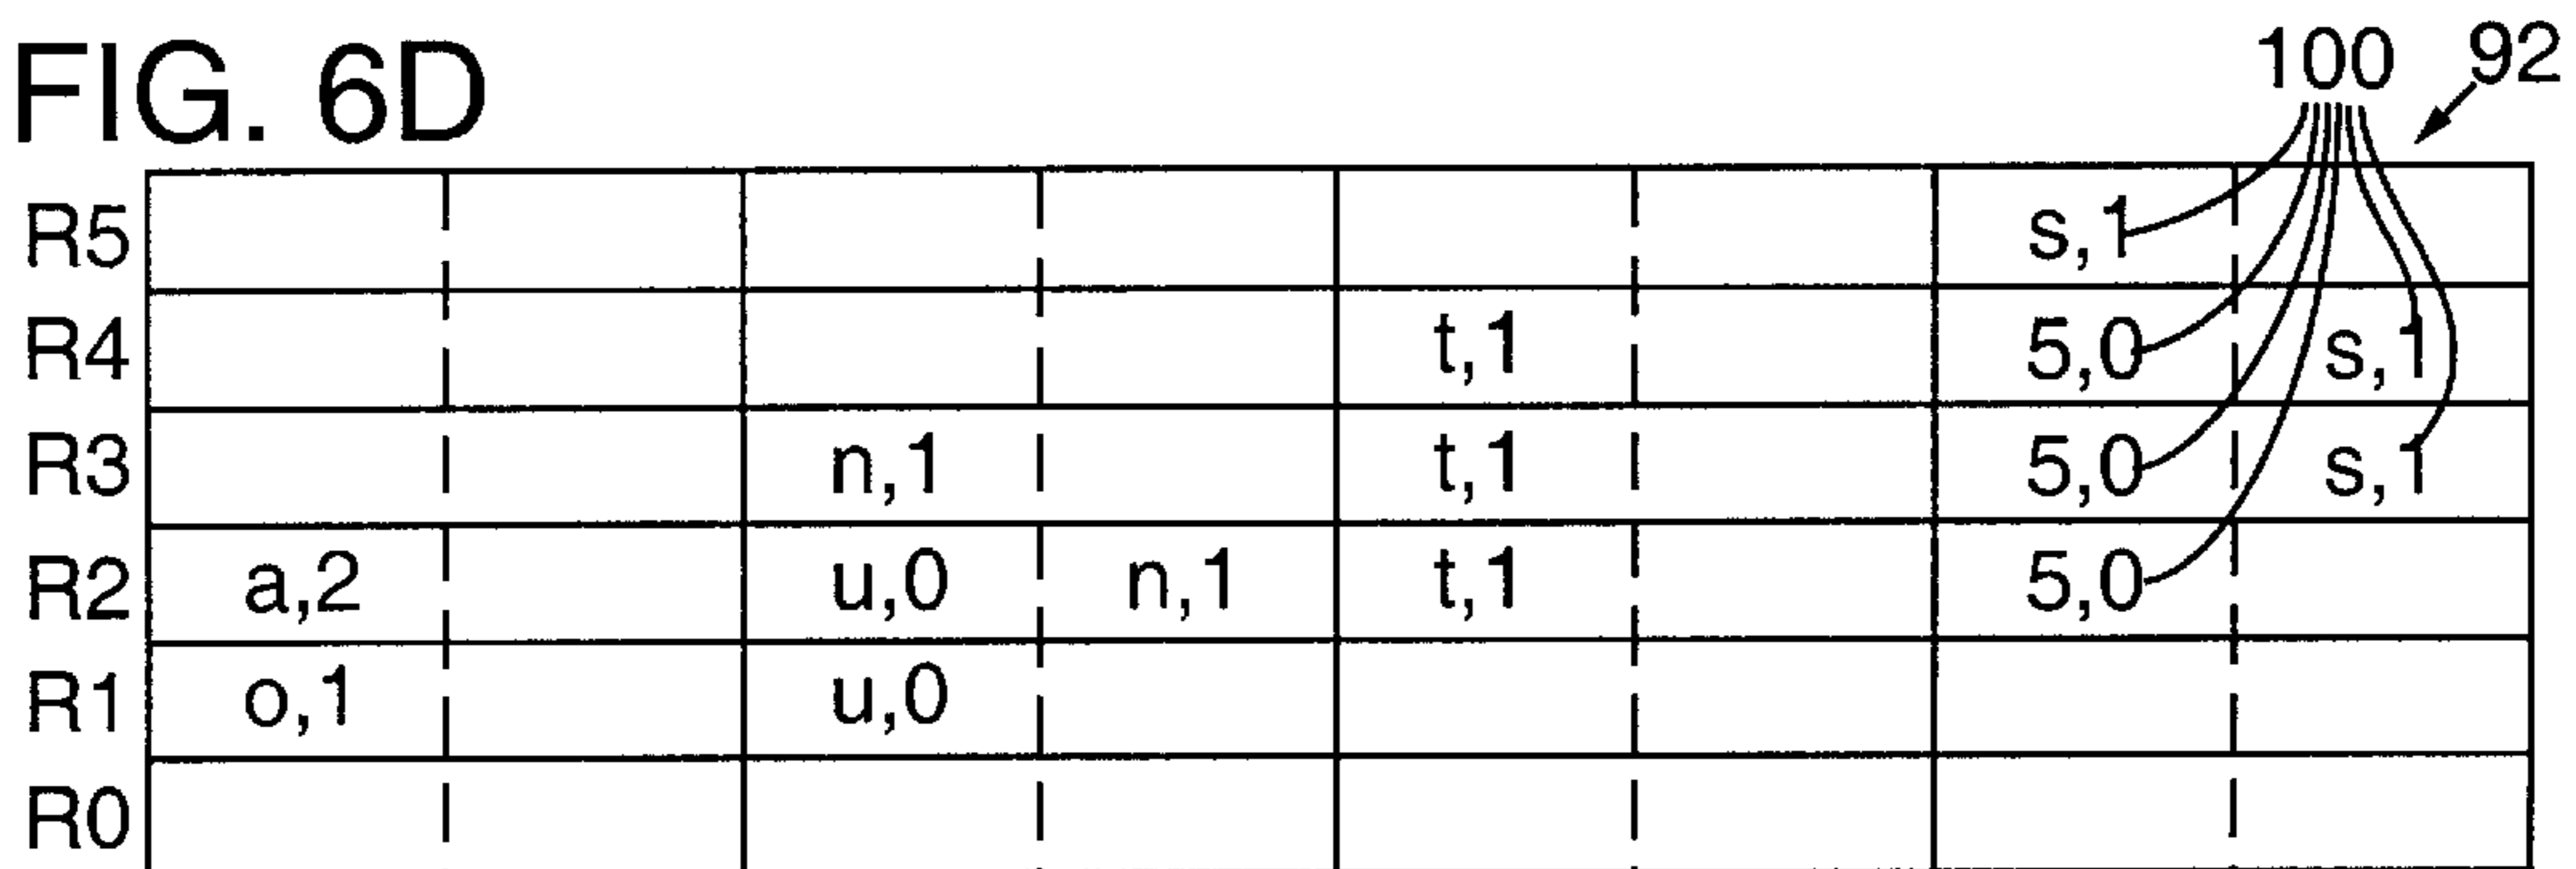 FIG. 6D 100 92
R5 s,1
R4 t,1 5,0 s,1
R3 n,1 t,1 5,0 s,1
R2 a,2 u,0 n,1 t,1 5,0
R1 o,1 u,0
R0